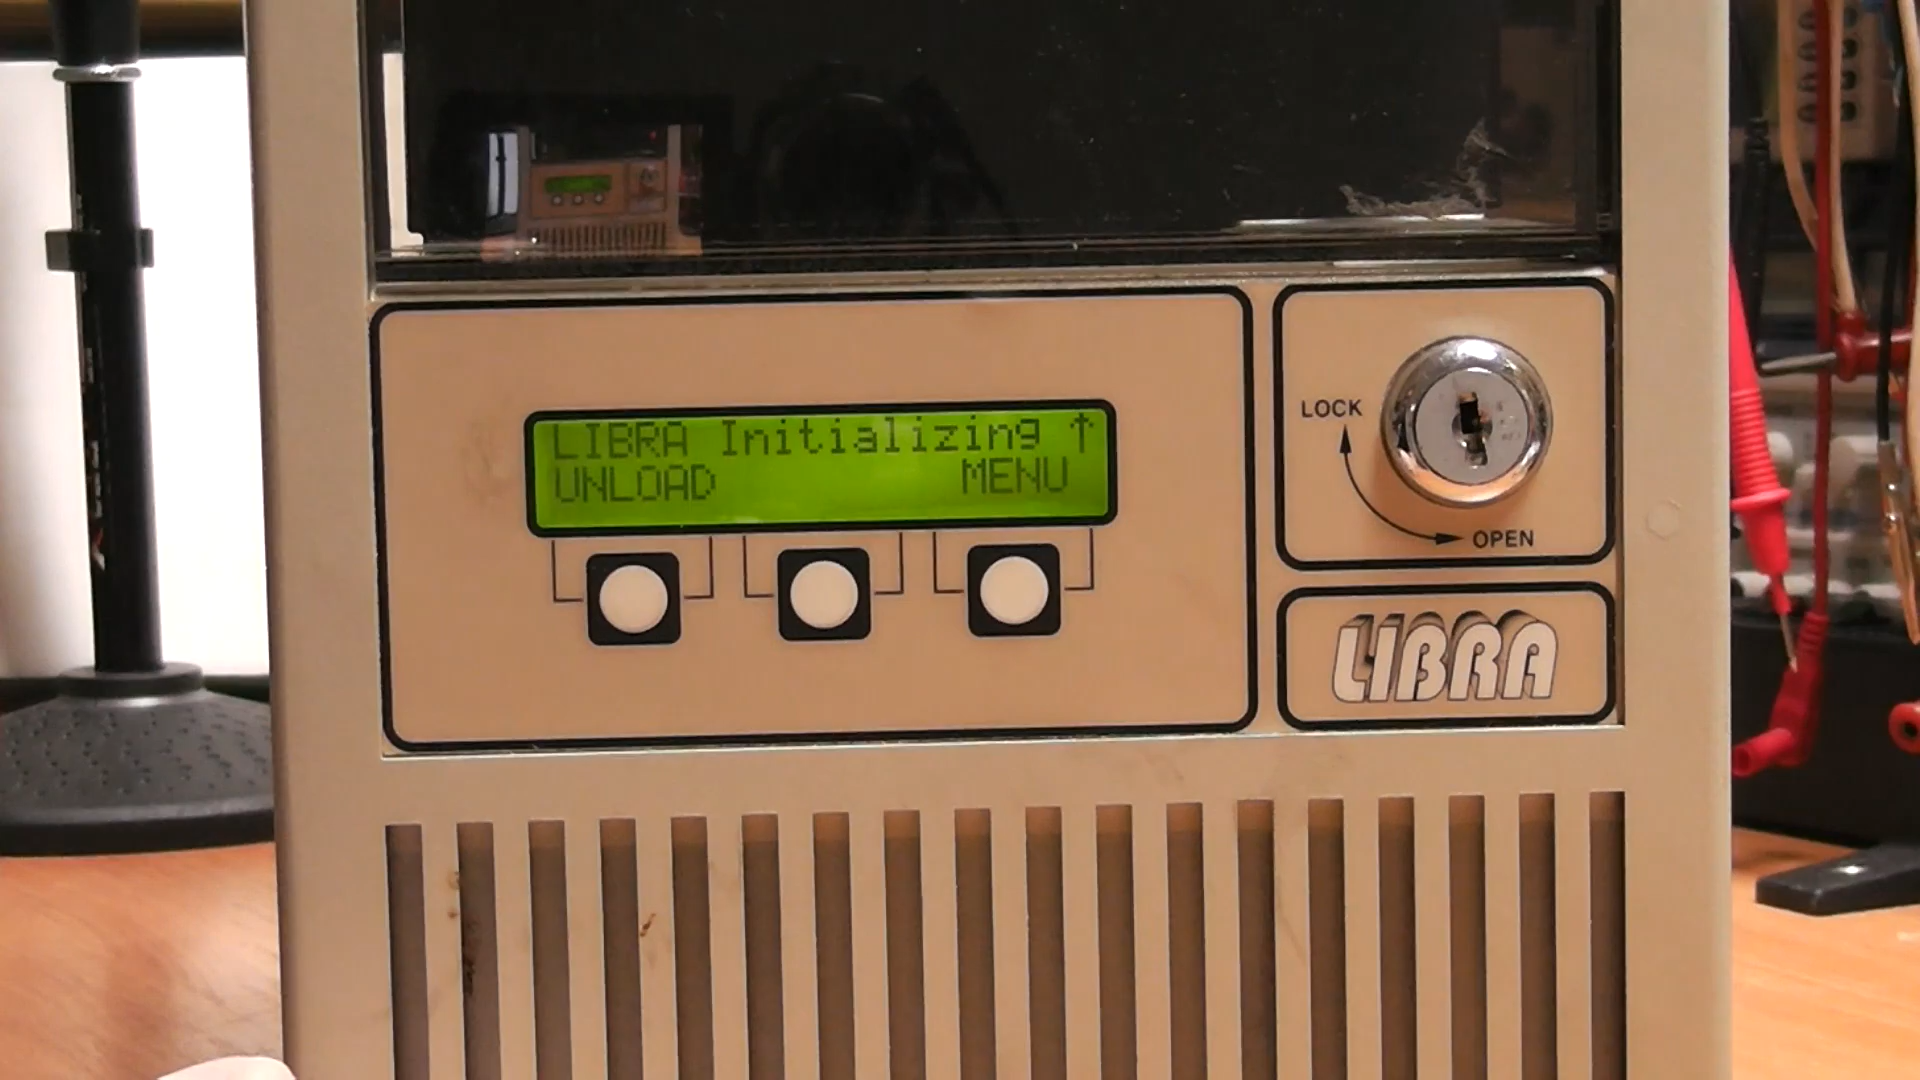 LIBRA Initializing ↑
UNLOAD MENU
LOCK
OPEN
LIBRA